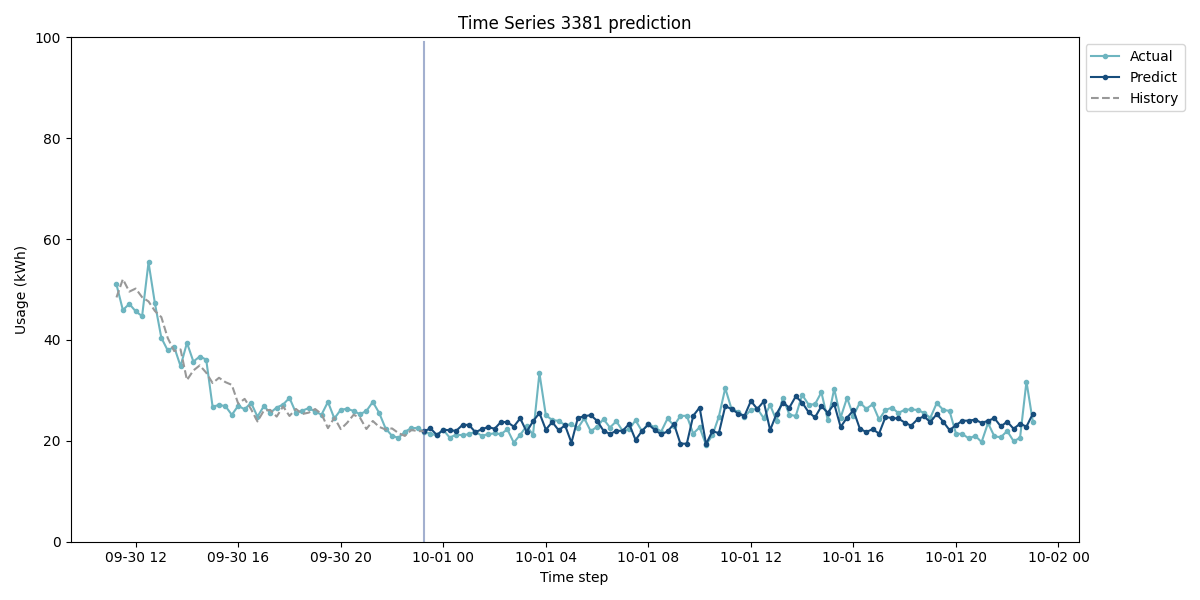 Time Series 3381 prediction
Actual
Predict
History
Usage (kWh)
100
80
60
40
20
0
09-30 12
09-30 16
09-30 20
10-01 00
10-01 04
10-01 08
10-01 12
10-01 16
10-01 20
10-02 00
Time step